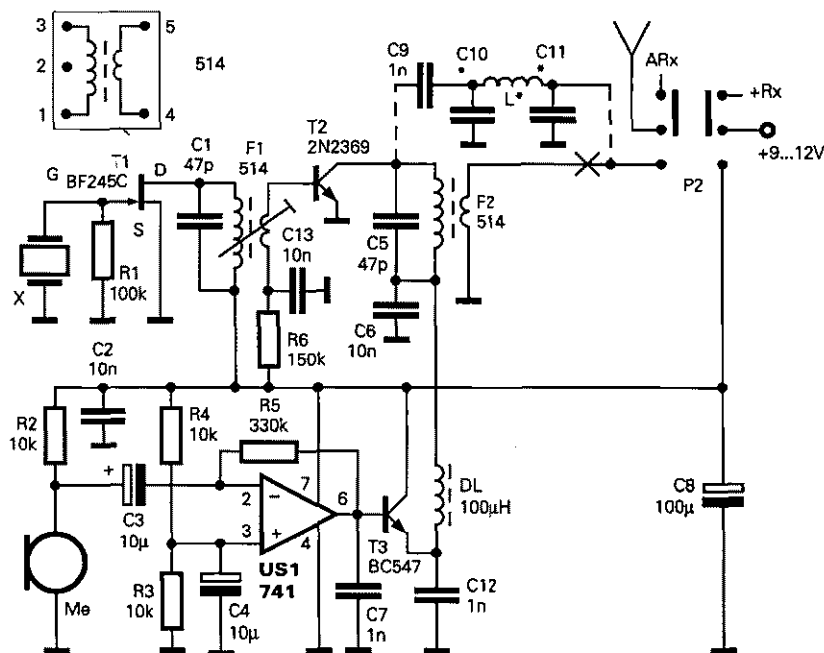 3
5
2
514
1
4
C9
1n
C10
*
C11
*
L*
ARx
+Rx
+9...12V
P2
T1
G
D
BF245C
S
C1
47p
F1
514
T2
2N2369
C13
10n
C5
47p
F2
514
X
R1
100k
R6
150k
C6
10n
C2
10n
R2
10k
R4
10k
R5
330k
+
C3
10µ
2
−
7
6
3
+
4
US1
741
T3
BC547
DL
100µH
C8
100µ
Me
R3
10k
C4
10µ
C7
1n
C12
1n